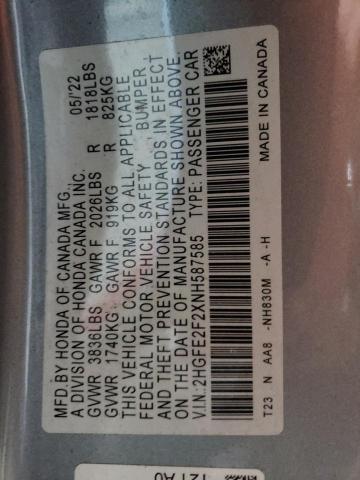 MFD.BY HONDA OF CANADA MFG., 05/'22
A DIVISION OF HONDA CANADA INC.
GVWR 3836LBS GAWR F 2026LBS R 1818LBS
GVWR 1740KG GAWR F 919KG R 825KG
THIS VEHICLE CONFORMS TO ALL APPLICABLE
FEDERAL MOTOR VEHICLE SAFETY, BUMPER,
AND THEFT PREVENTION STANDARDS IN EFFECT
ON THE DATE OF MANUFACTURE SHOWN ABOVE.
V.I.N.:2HGFE2F2XNH587585 TYPE: PASSENGER CAR
T23 N AA8 -NH830M -A -H MADE IN CANADA